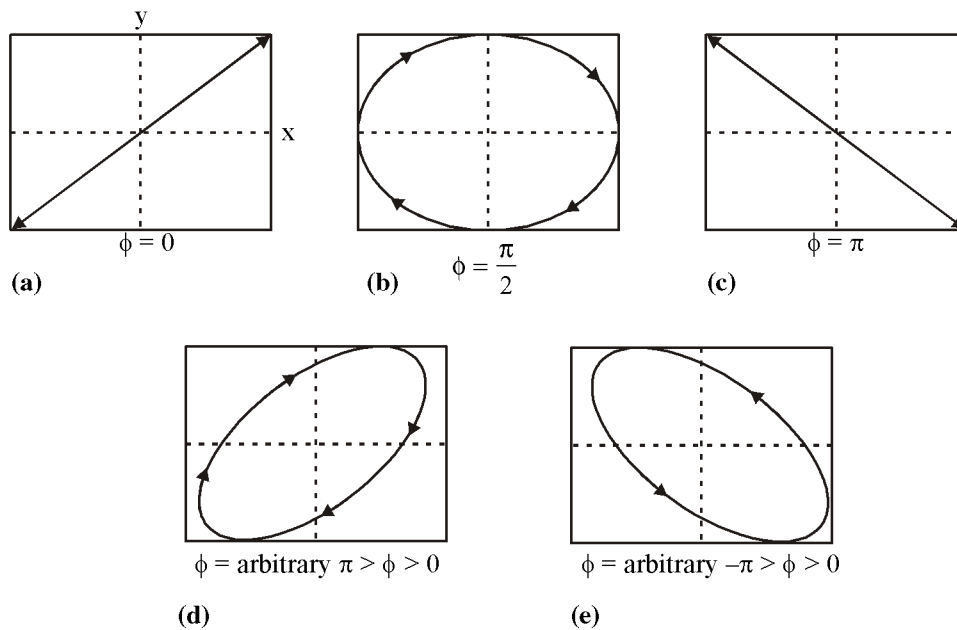 y
x
ϕ = 0
(a)
ϕ = π/2
(b)
ϕ = π
(c)
ϕ = arbitrary π > ϕ > 0
(d)
ϕ = arbitrary –π > ϕ > 0
(e)